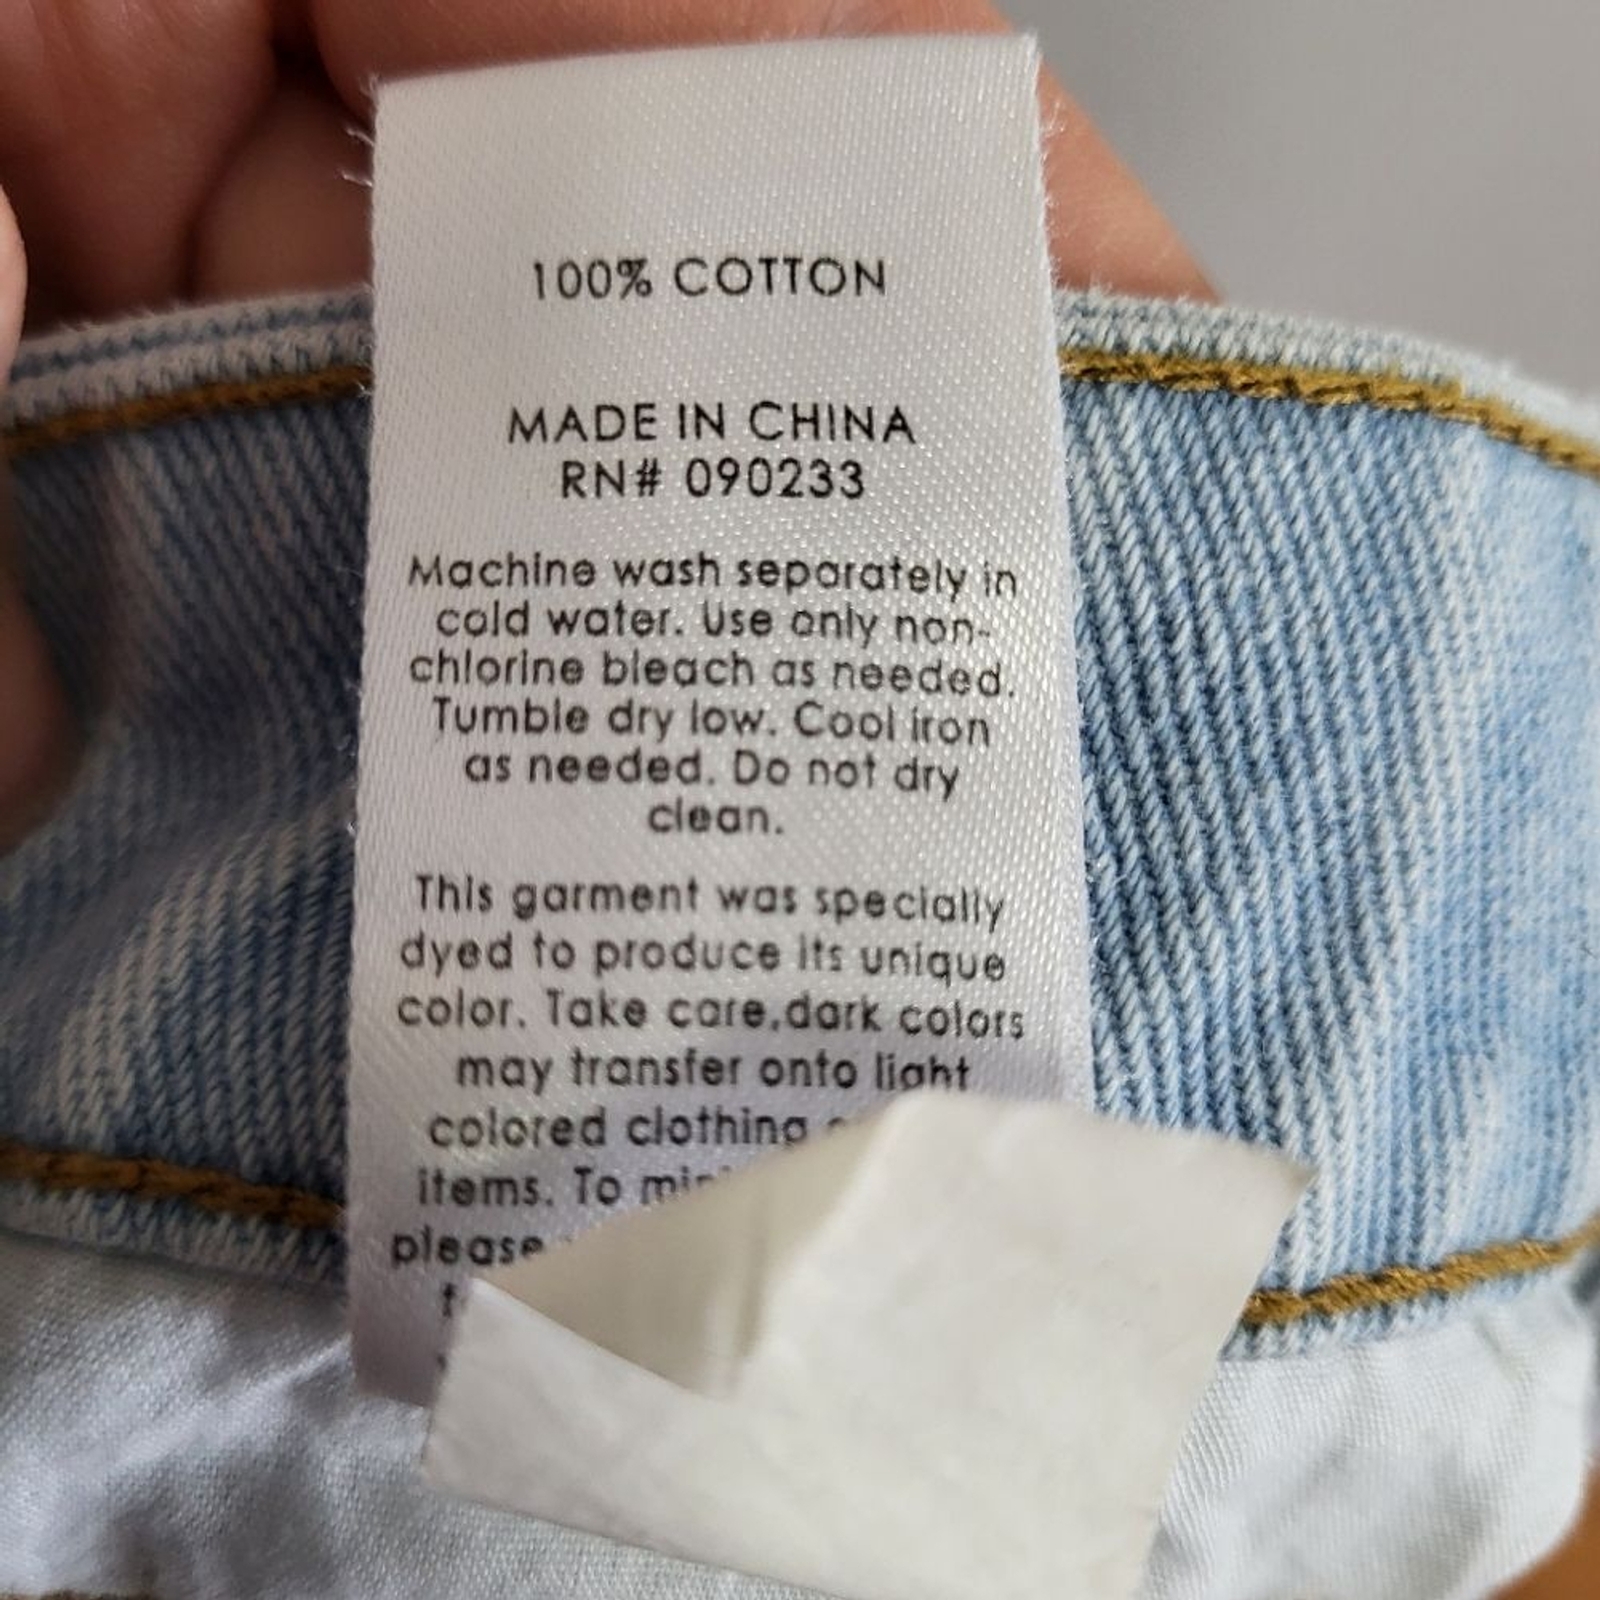 100% COTTON
MADE IN CHINA
RN# 090233
Machine wash separately in
cold water. Use only non-
chlorine bleach as needed.
Tumble dry low. Cool iron
as needed. Do not dry
clean.
This garment was specially
dyed to produce its unique
color. Take care,dark colors
may transfer onto light
colored clothing
items. To
please